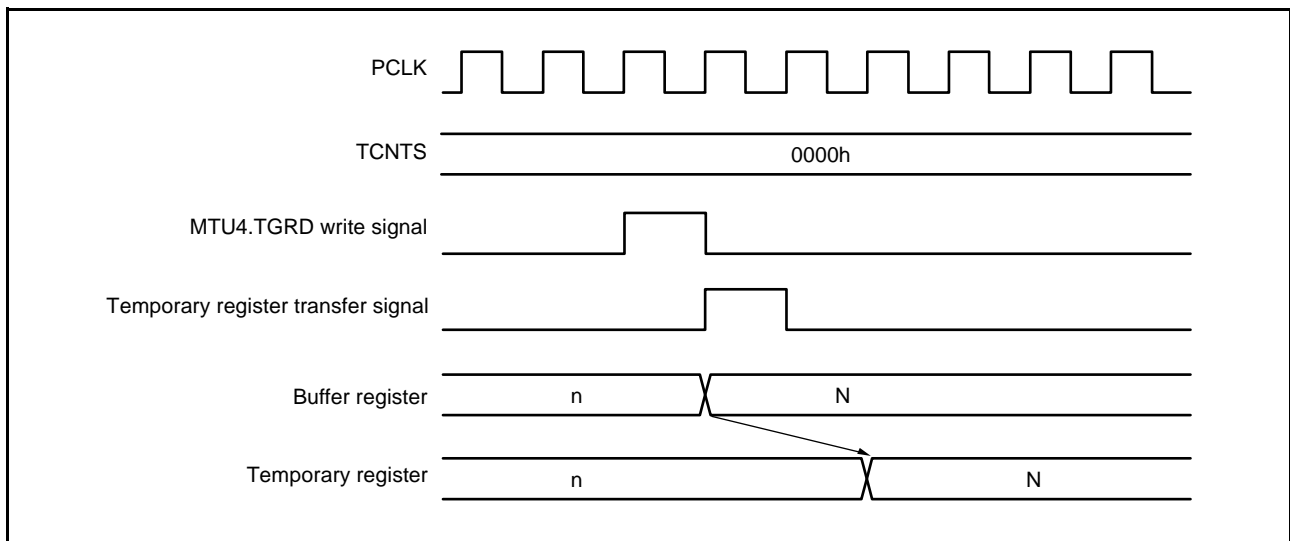 PCLK
TCNTS
0000h
MTU4.TGRD write signal
Temporary register transfer signal
Buffer register
n
N
Temporary register
n
N